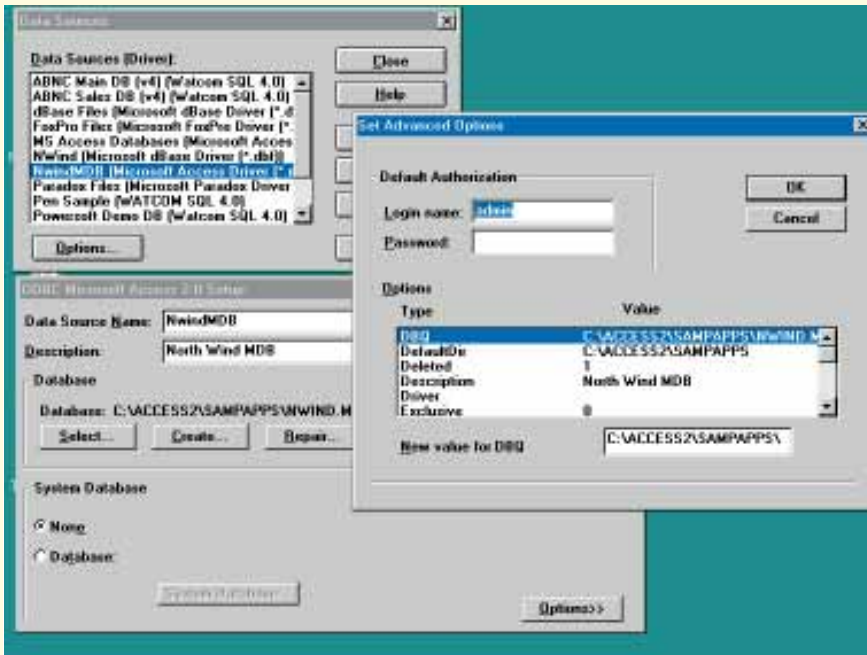 Data Sources
Data Sources (Driver):
ABNC Main DB (v4) (Watcom SQL 4.0)
ABNC Sales DB (v4) (Watcom SQL 4.0)
dBase Files (Microsoft dBase Driver (*.d
FoxPro Files (Microsoft FoxPro Driver (*.
MS Access Databases (Microsoft Acces
NWind (Microsoft dBase Driver (*.dbf))
NwindMDB (Microsoft Access Driver (*.
Paradox Files (Microsoft Paradox Driver
Pen Sample (WATCOM SQL 4.0)
Powersoft Demo DB (Watcom SQL 4.0)
Close
Help
Options...
ODBC Microsoft Access 2.0 Setup
Data Source Name: NwindMDB
Description: North Wind MDB
Database
Database: C:\ACCESS2\SAMPAPPS\NWIND.M
Select...
Create...
Repair...
System Database
None
Database:
System Database...
Options>>
Set Advanced Options
Default Authorization
Login name: admin
Password:
OK
Cancel
Options
Type Value
DBQ C:\ACCESS2\SAMPAPPS\NWIND.M
DefaultDir C:\ACCESS2\SAMPAPPS
Deleted 1
Description North Wind MDB
Driver
Exclusive 0
New value for DBQ C:\ACCESS2\SAMPAPPS\